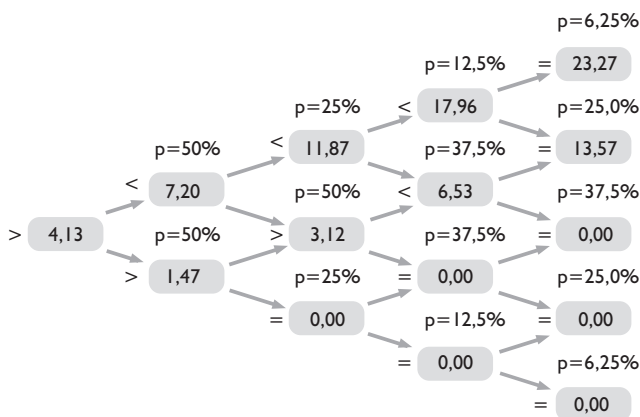 p=6,25%
= 23,27
p=12,5%
p=25,0%
< 17,96
p=25%
= 13,57
< 11,87
p=37,5%
p=50%
p=37,5%
< 7,20
p=50%
< 6,53
= 0,00
> 4,13
p=50%
> 3,12
p=37,5%
p=25,0%
> 1,47
p=25%
= 0,00
= 0,00
= 0,00
p=12,5%
p=6,25%
= 0,00
= 0,00